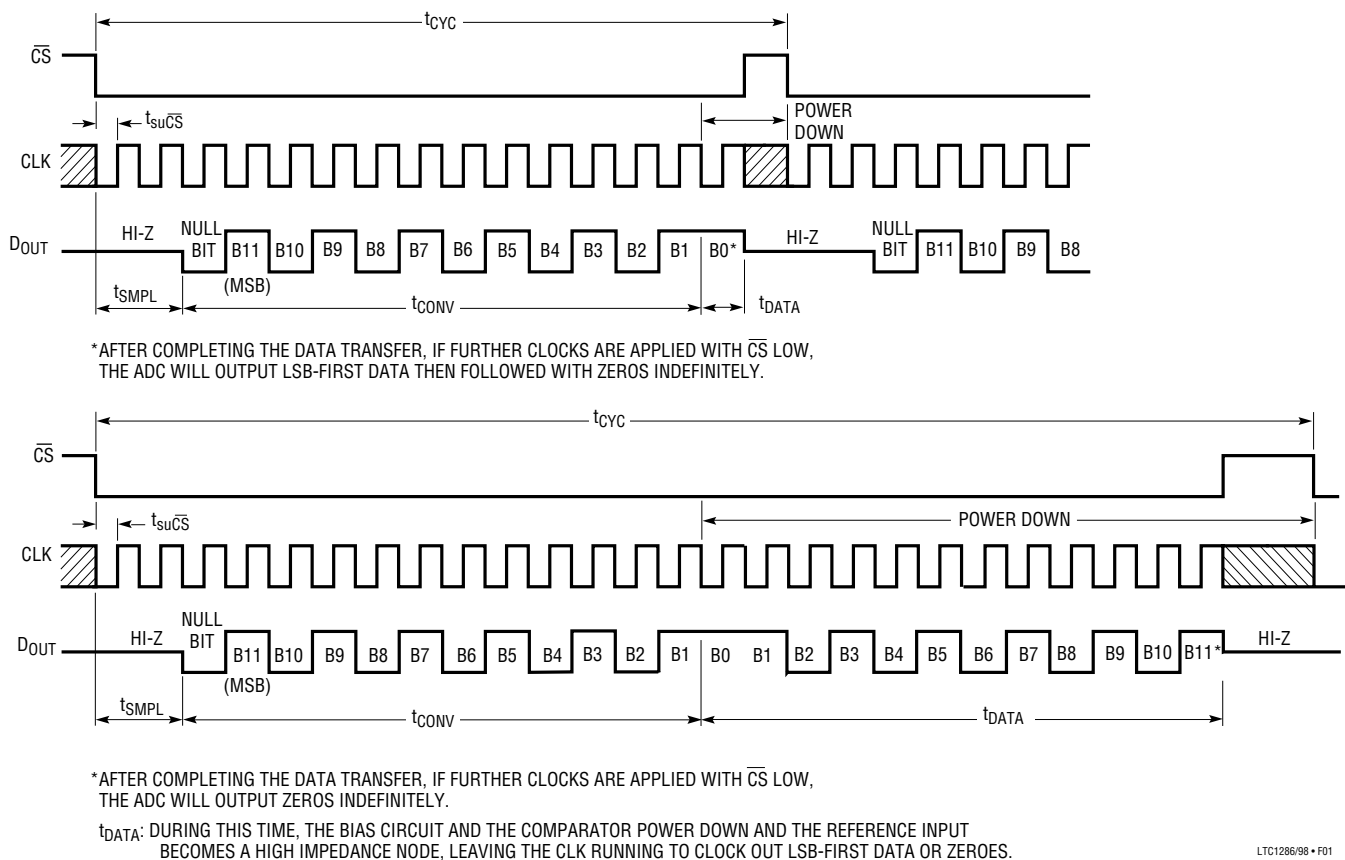 tCYC
CS
POWER
DOWN
tsuCS
CLK
NULL
BIT
HI-Z
DOUT
B11 B10 B9 B8 B7 B6 B5 B4 B3 B2 B1 B0*
HI-Z
NULL
BIT
B11 B10 B9 B8
(MSB)
tSMPL
tCONV
tDATA
*AFTER COMPLETING THE DATA TRANSFER, IF FURTHER CLOCKS ARE APPLIED WITH CS LOW,
THE ADC WILL OUTPUT LSB-FIRST DATA THEN FOLLOWED WITH ZEROS INDEFINITELY.
tCYC
CS
tsuCS
POWER DOWN
CLK
NULL
BIT
HI-Z
DOUT
B11 B10 B9 B8 B7 B6 B5 B4 B3 B2 B1 B0 B1 B2 B3 B4 B5 B6 B7 B8 B9 B10 B11*
HI-Z
(MSB)
tSMPL
tCONV
tDATA
*AFTER COMPLETING THE DATA TRANSFER, IF FURTHER CLOCKS ARE APPLIED WITH CS LOW,
THE ADC WILL OUTPUT ZEROS INDEFINITELY.
tDATA: DURING THIS TIME, THE BIAS CIRCUIT AND THE COMPARATOR POWER DOWN AND THE REFERENCE INPUT
BECOMES A HIGH IMPEDANCE NODE, LEAVING THE CLK RUNNING TO CLOCK OUT LSB-FIRST DATA OR ZEROES.
LTC1286/98 • F01